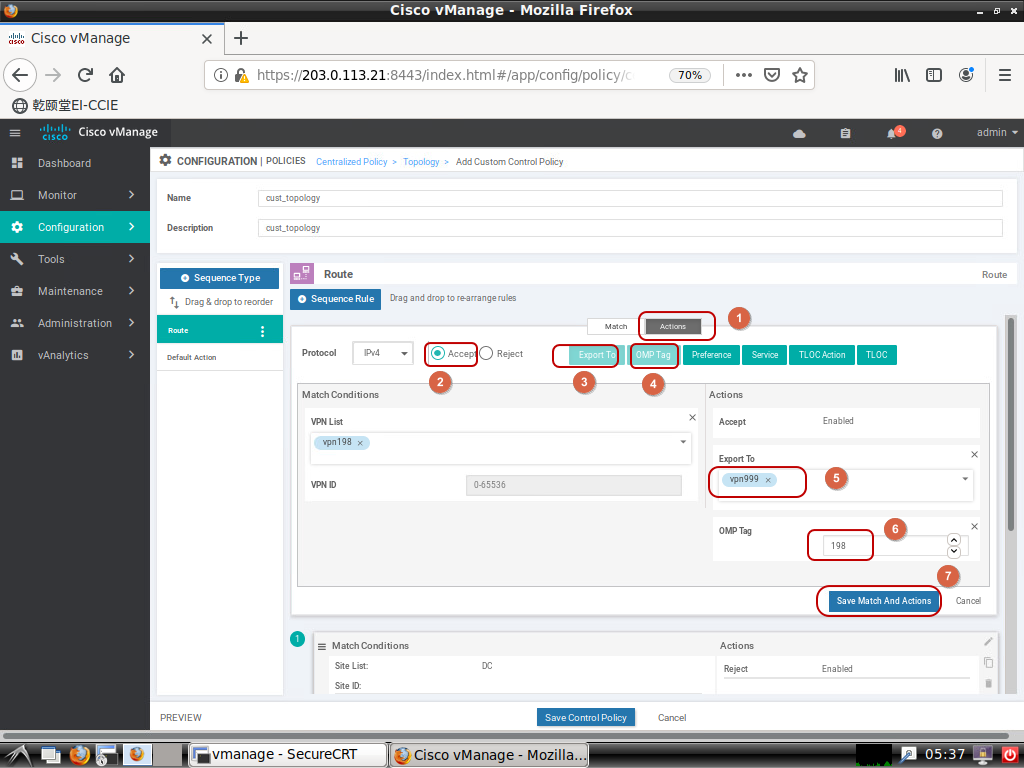 Cisco vManage - Mozilla Firefox
Cisco vManage
https://203.0.113.21:8443/index.html#/app/config/policy/c
70%
乾颐堂EI-CCIE
cisco Cisco vManage
4
admin
Dashboard
Monitor
Configuration
Tools
Maintenance
Administration
vAnalytics
CONFIGURATION | POLICIES Centralized Policy > Topology > Add Custom Control Policy
Name cust_topology
Description cust_topology
Sequence Type
Drag & drop to reorder
Route
Default Action
Route Route
Sequence Rule Drag and drop to re-arrange rules
Match Actions 1
Protocol IPv4 Accept Reject Export To OMP Tag Preference Service TLOC Action TLOC
2 3 4
Match Conditions Actions
VPN List
vpn198 ×
VPN ID 0-65536
Accept Enabled
Export To
vpn999 × 5
OMP Tag 198 6
7
Save Match And Actions Cancel
1 Match Conditions Actions
Site List: DC Reject Enabled
Site ID:
PREVIEW Save Control Policy Cancel
vmanage - SecureCRT Cisco vManage - Mozilla... 05:37